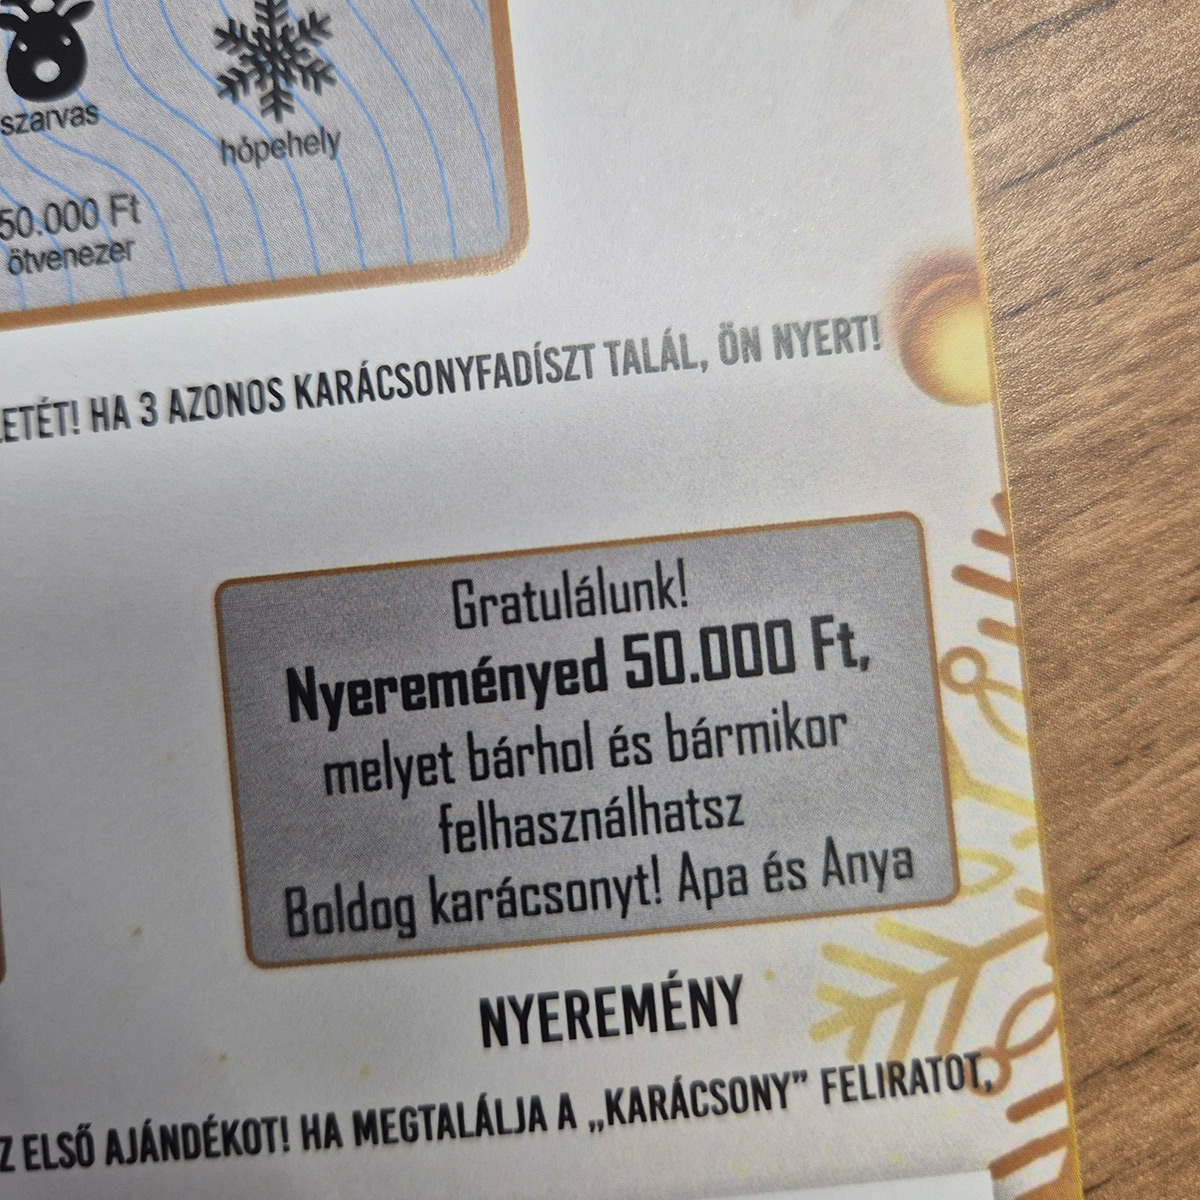 szarvas
hópehely
50.000 Ft
ötvenezer
HA 3 AZONOS KARÁCSONYFADÍSZT TALÁL, ÖN NYERT!
Gratulálunk!
Nyereményed 50.000 Ft,
melyet bárhol és bármikor
felhasználhatsz
Boldog karácsonyt! Apa és Anya
NYEREMÉNY
ELSŐ AJÁNDÉKOT! HA MEGTALÁLJA A „KARÁCSONY” FELIRATOT,